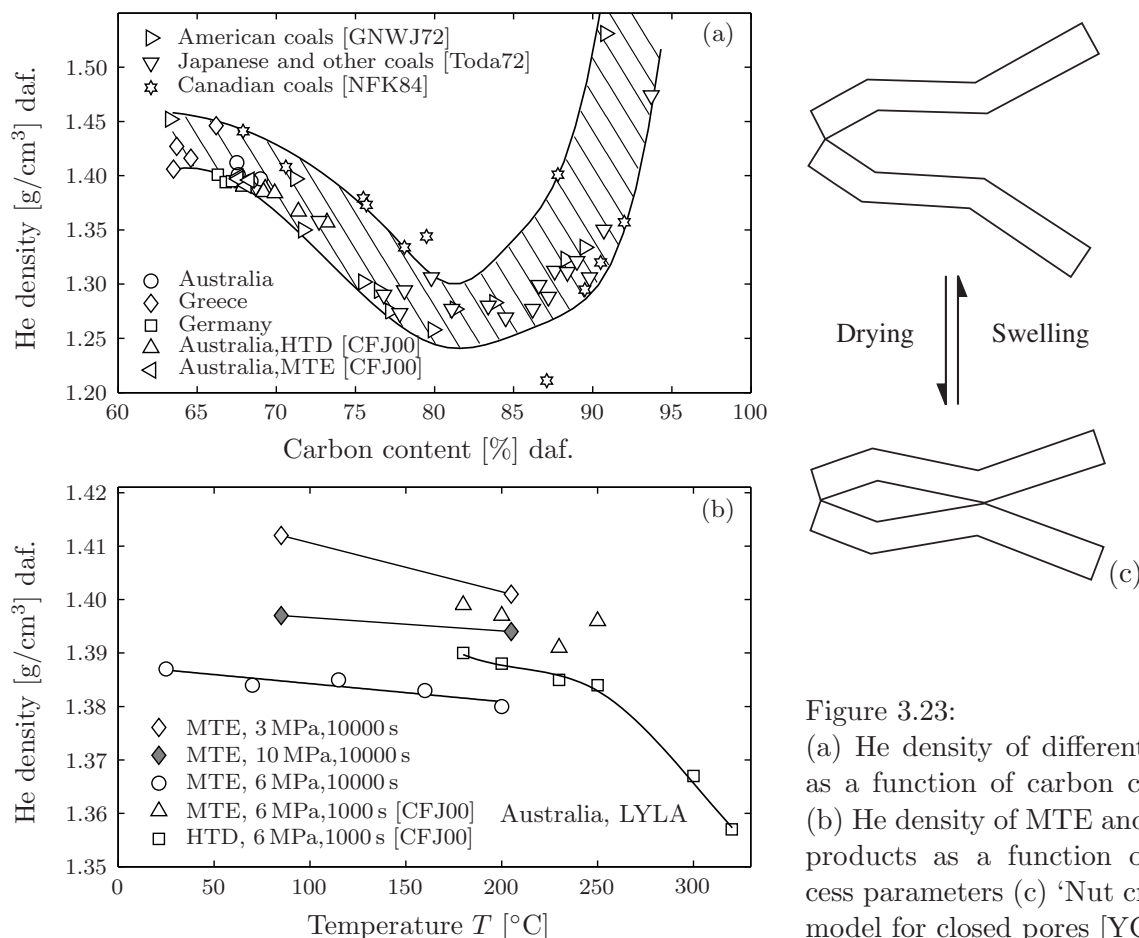 (a)
American coals [GNWJ72]
Japanese and other coals [Toda72]
Canadian coals [NFK84]
Australia
Greece
Germany
Australia,HTD [CFJ00]
Australia,MTE [CFJ00]
1.50
1.45
1.40
1.35
1.30
1.25
1.20
He density [g/cm³] daf.
60 65 70 75 80 85 90 95 100
Carbon content [%] daf.
(b)
1.42
1.41
1.40
1.39
1.38
1.37
1.36
1.35
He density [g/cm³] daf.
MTE, 3 MPa,10000 s
MTE, 10 MPa,10000 s
MTE, 6 MPa,10000 s
MTE, 6 MPa,1000 s [CFJ00]
HTD, 6 MPa,1000 s [CFJ00]
Australia, LYLA
0 50 100 150 200 250 300
Temperature T [°C]
Drying Swelling
(c)
Figure 3.23:
(a) He density of different
as a function of carbon c
(b) He density of MTE and
products as a function o
cess parameters (c) ‘Nut cr
model for closed pores [YC